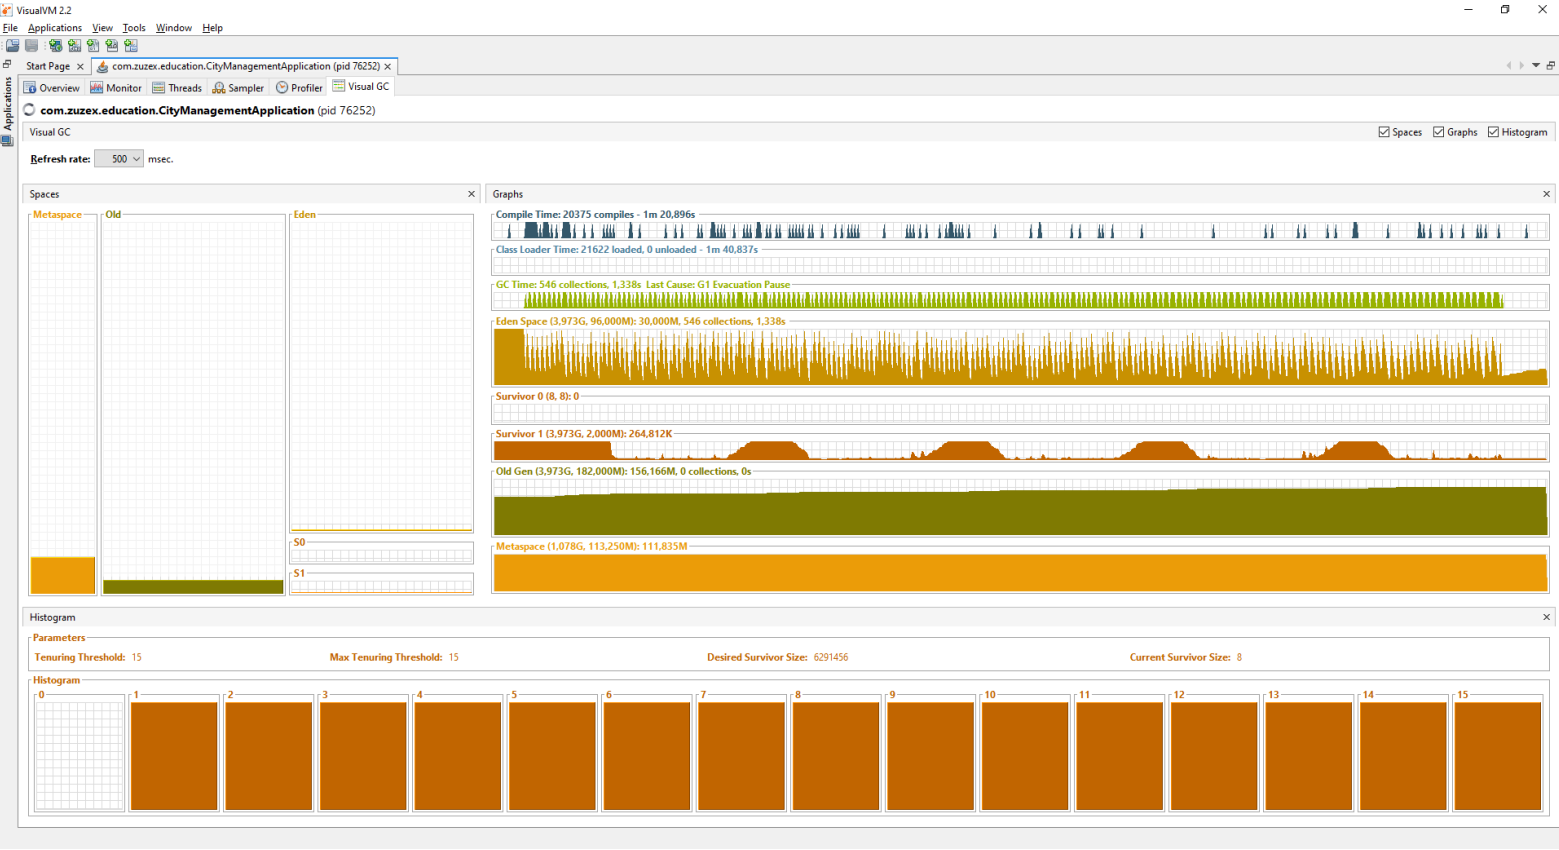 VisualVM 2.2
File Applications View Tools Window Help
Start Page com.zuzex.education.CityManagementApplication (pid 76252)
Applications
Overview Monitor Threads Sampler Profiler Visual GC
com.zuzex.education.CityManagementApplication (pid 76252)
Visual GC Spaces Graphs Histogram
Refresh rate: 500 msec.
Spaces
Metaspace Old Eden
S0
S1
Graphs
Compile Time: 20375 compiles - 1m 20,896s
Class Loader Time: 21622 loaded, 0 unloaded - 1m 40,837s
GC Time: 546 collections, 1,338s Last Cause: G1 Evacuation Pause
Eden Space (3,973G, 96,000M): 30,000M, 546 collections, 1,338s
Survivor 0 (8, 8): 0
Survivor 1 (3,973G, 2,000M): 264,812K
Old Gen (3,973G, 182,000M): 156,166M, 0 collections, 0s
Metaspace (1,078G, 113,250M): 111,835M
Histogram
Parameters
Tenuring Threshold: 15 Max Tenuring Threshold: 15 Desired Survivor Size: 6291456 Current Survivor Size: 8
Histogram
0 1 2 3 4 5 6 7 8 9 10 11 12 13 14 15